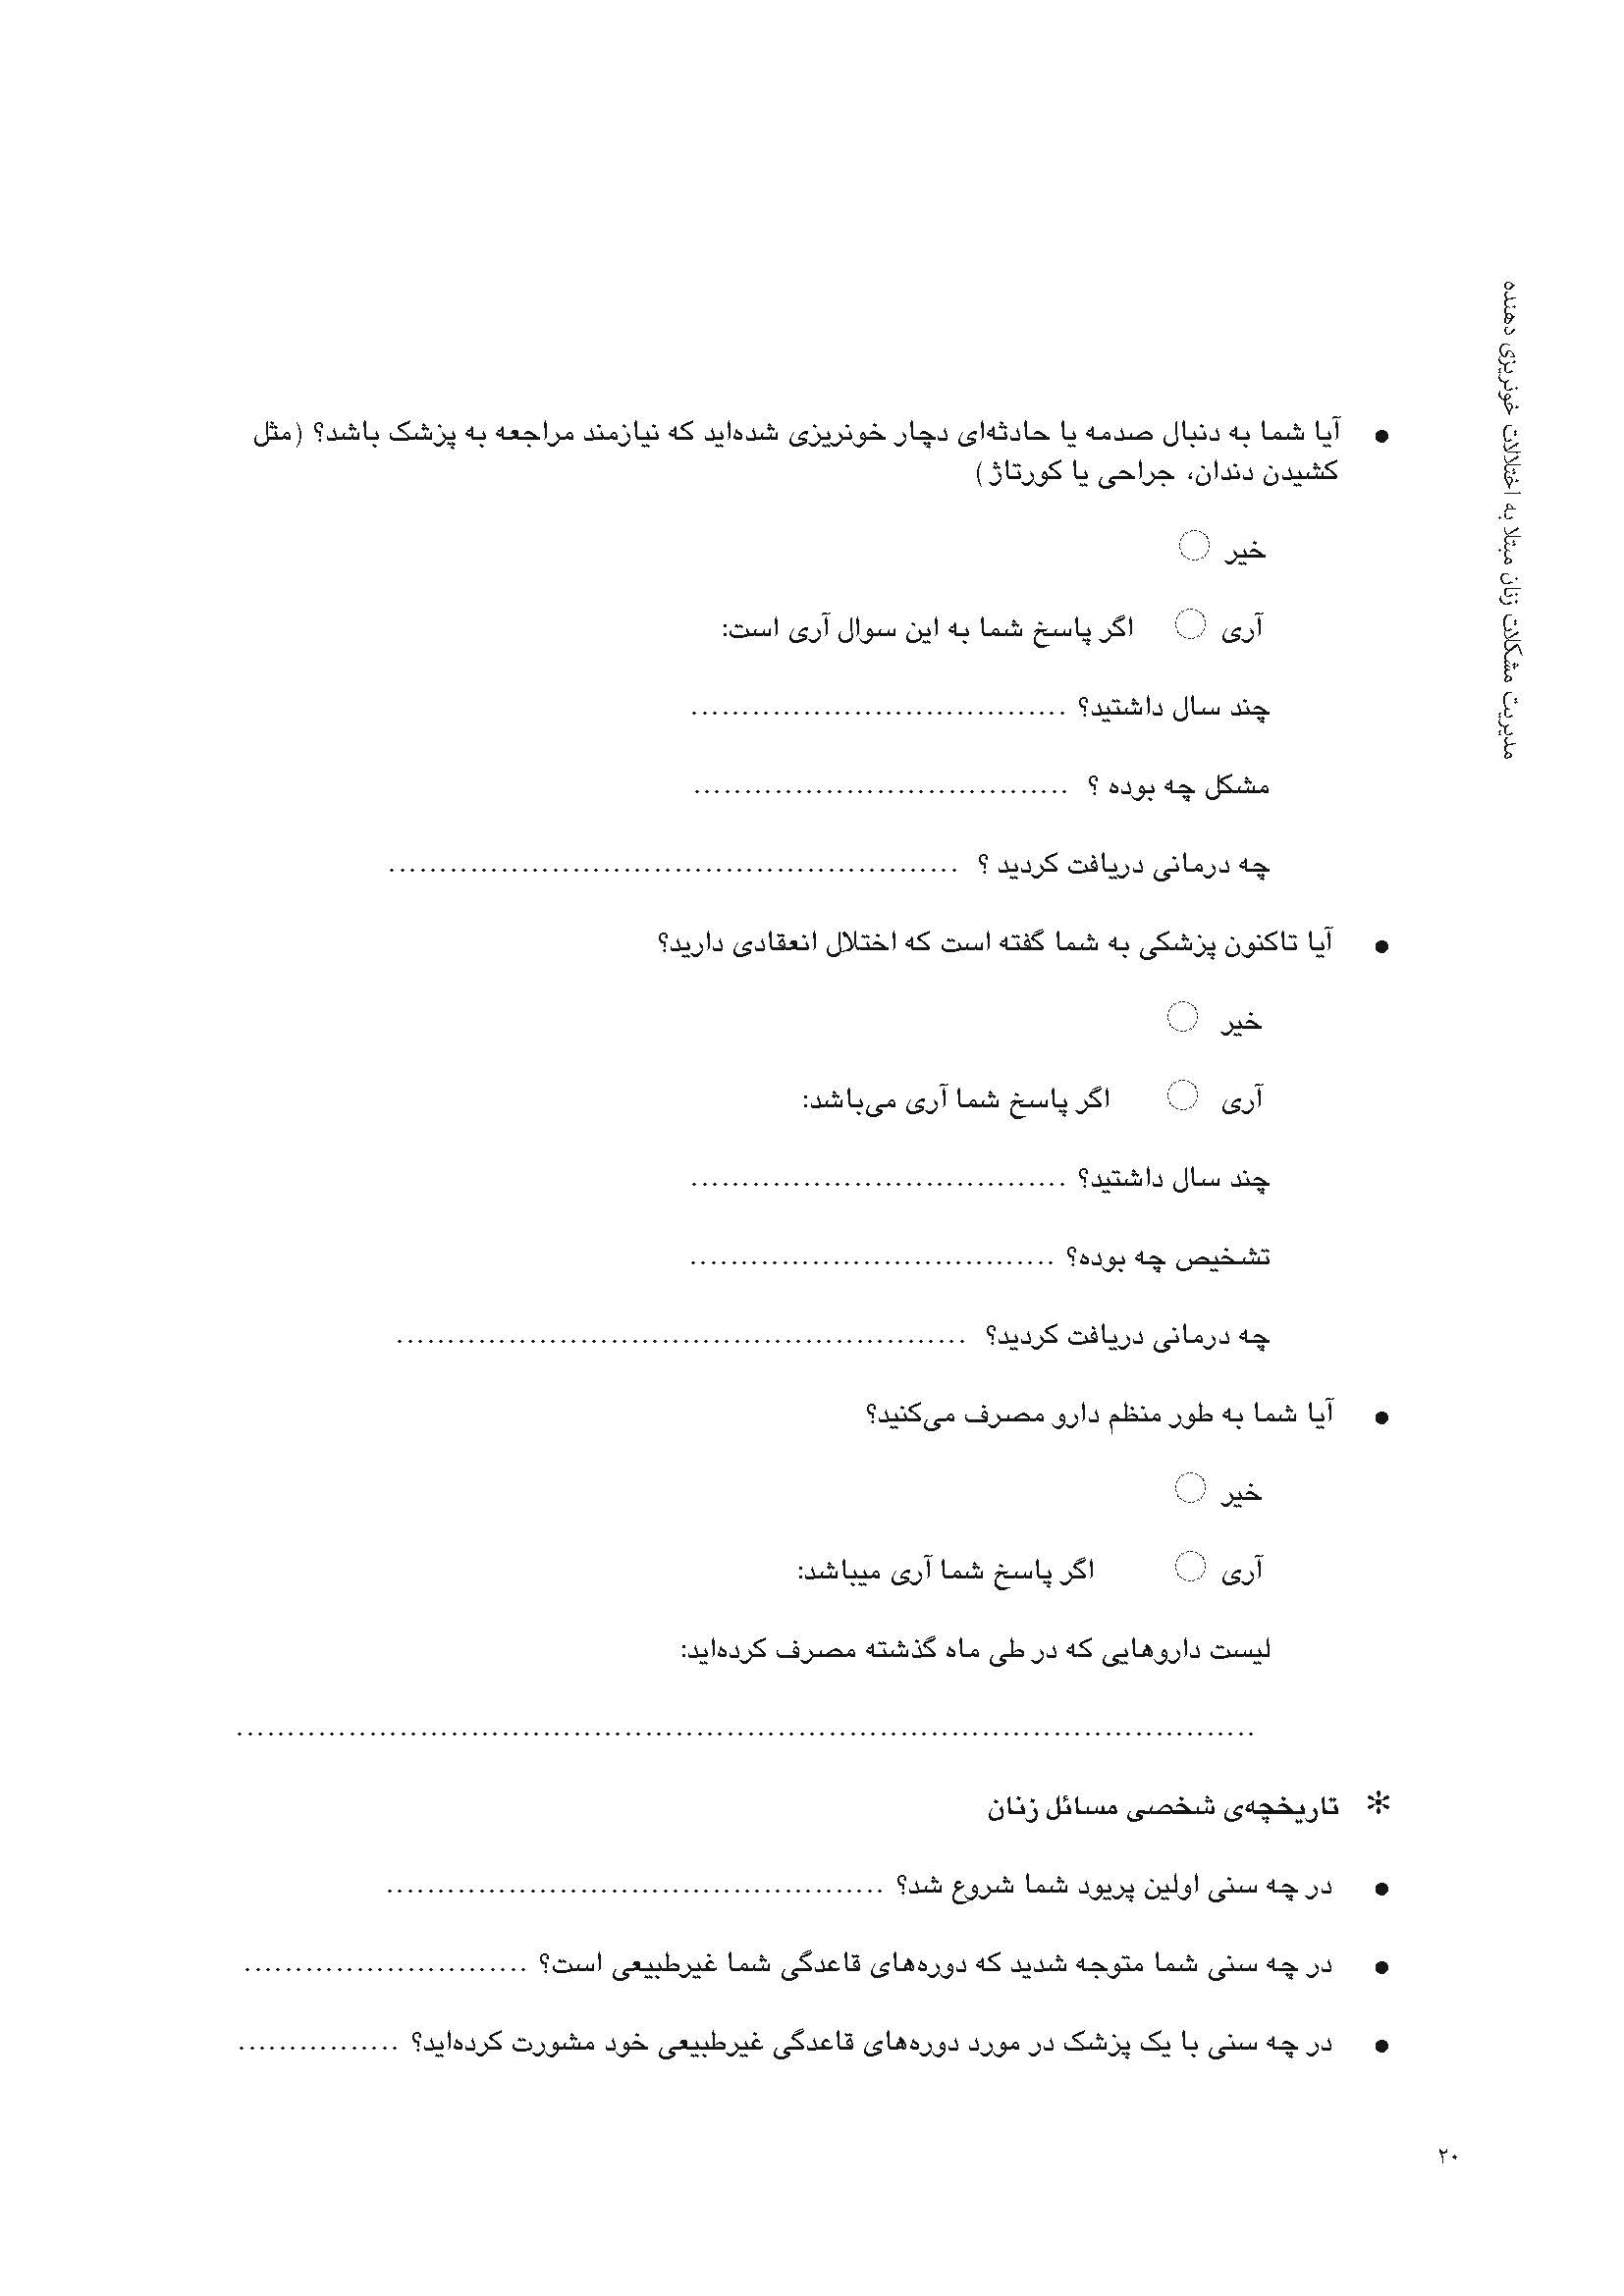 مدیریت مشکلات زنان مبتلا به اختلالات خونریزی دهنده
● آیا شما به دنبال صدمه یا حادثه‌ای دچار خونریزی شده‌اید که نیازمند مراجعه به پزشک باشد؟ (مثل
کشیدن دندان، جراحی یا کورتاژ)
خیر ○
آری ○ اگر پاسخ شما به این سوال آری است:
چند سال داشتید؟ .....................................
مشکل چه بوده ؟ .....................................
چه درمانی دریافت کردید ؟ ........................................................
● آیا تاکنون پزشکی به شما گفته است که اختلال انعقادی دارید؟
خیر ○
آری ○ اگر پاسخ شما آری می‌باشد:
چند سال داشتید؟ .....................................
تشخیص چه بوده؟ ....................................
چه درمانی دریافت کردید؟ ........................................................
● آیا شما به طور منظم دارو مصرف می‌کنید؟
خیر ○
آری ○ اگر پاسخ شما آری میباشد:
لیست داروهایی که در طی ماه گذشته مصرف کرده‌اید:
....................................................................................................
* تاریخچه‌ی شخصی مسائل زنان
● در چه سنی اولین پریود شما شروع شد؟ .................................................
● در چه سنی شما متوجه شدید که دوره‌های قاعدگی شما غیرطبیعی است؟ ............................
● در چه سنی با یک پزشک در مورد دوره‌های قاعدگی غیرطبیعی خود مشورت کرده‌اید؟ ................
۲۰